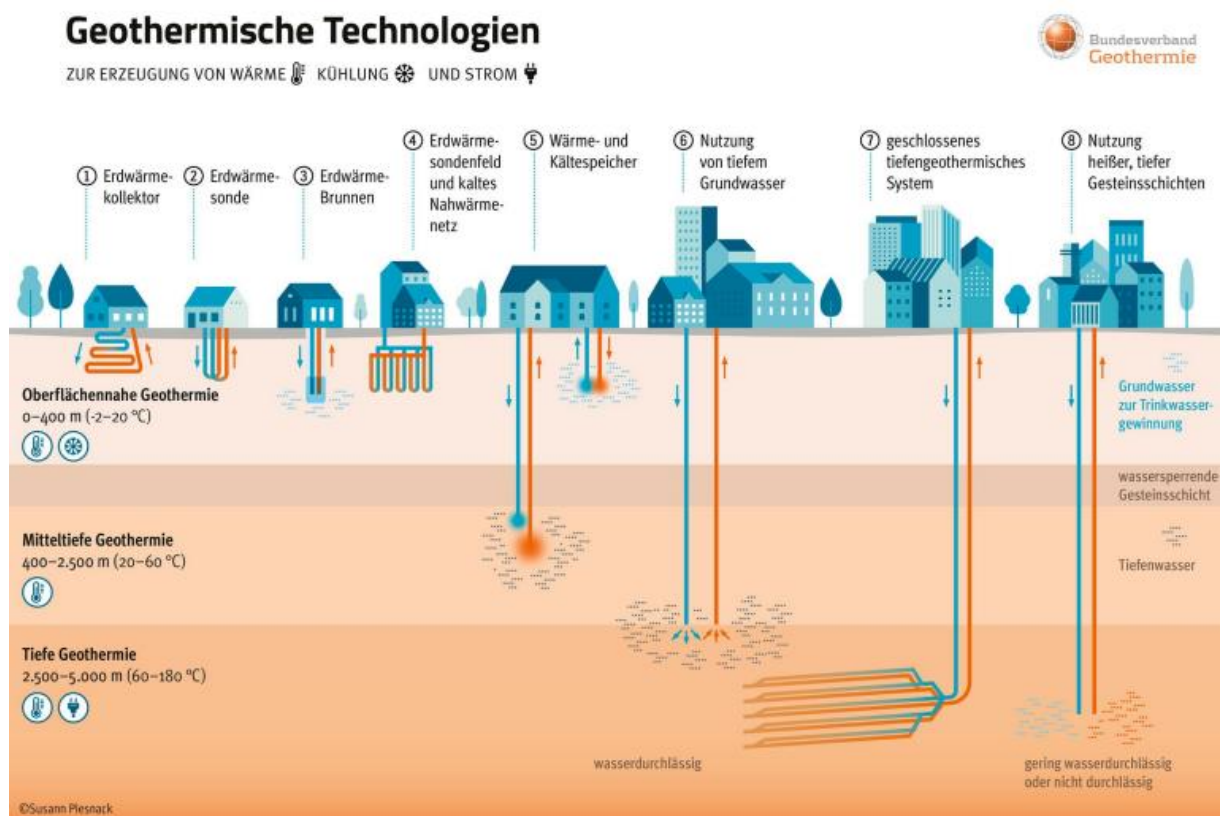 Geothermische Technologien
ZUR ERZEUGUNG VON WÄRME KÜHLUNG UND STROM
Bundesverband
Geothermie
① Erdwärme-
kollektor
② Erdwärme-
sonde
③ Erdwärme-
Brunnen
④ Erdwärme-
sondenfeld
und kaltes
Nahwärme-
netz
⑤ Wärme- und
Kältespeicher
⑥ Nutzung
von tiefem
Grundwasser
⑦ geschlossenes
tiefengeothermisches
System
⑧ Nutzung
heißer, tiefer
Gesteinsschichten
Oberflächennahe Geothermie
0–400 m (-2–20 °C)
Grundwasser
zur Trinkwasser-
gewinnung
wassersperrende
Gesteinsschicht
Mitteltiefe Geothermie
400–2.500 m (20–60 °C)
Tiefenwasser
Tiefe Geothermie
2.500–5.000 m (60–180 °C)
wasserdurchlässig
gering wasserdurchlässig
oder nicht durchlässig
©Susann Piesnack